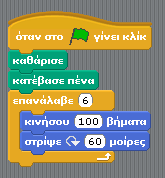 όταν στο γίνει κλικ
καθάρισε
κατέβασε πένα
επανάλαβε 6
κινήσου 100 βήματα
στρίψε 60 μοίρες